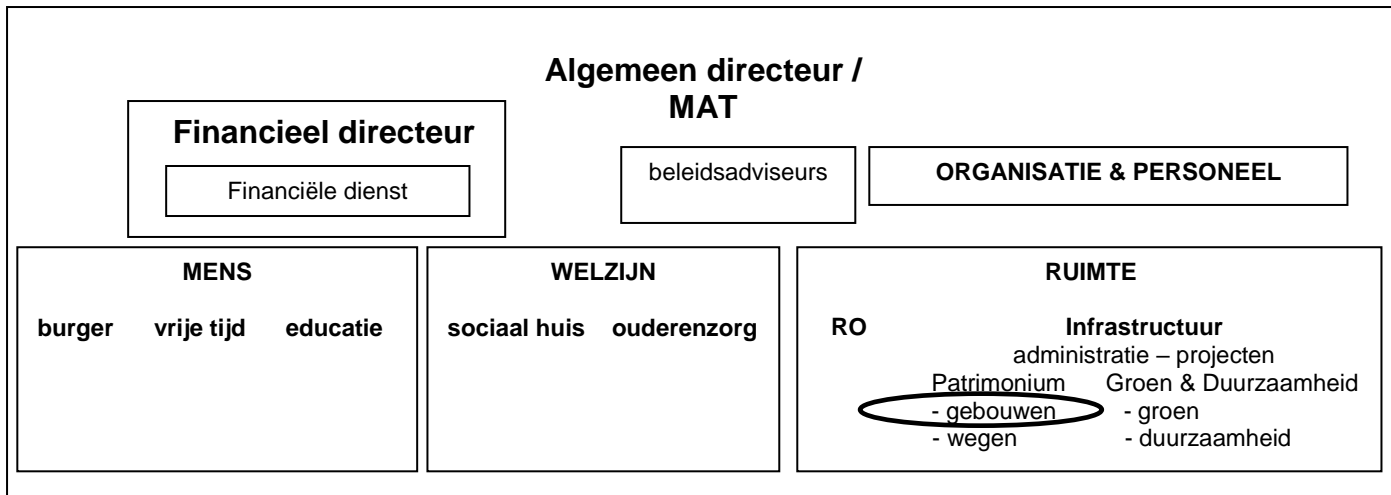 Algemeen directeur /
MAT
Financieel directeur
Financiële dienst
beleidsadviseurs
ORGANISATIE & PERSONEEL
MENS
burger vrije tijd educatie
WELZIJN
sociaal huis ouderenzorg
RUIMTE
RO Infrastructuur
administratie – projecten
Patrimonium Groen & Duurzaamheid
- gebouwen - groen
- wegen - duurzaamheid